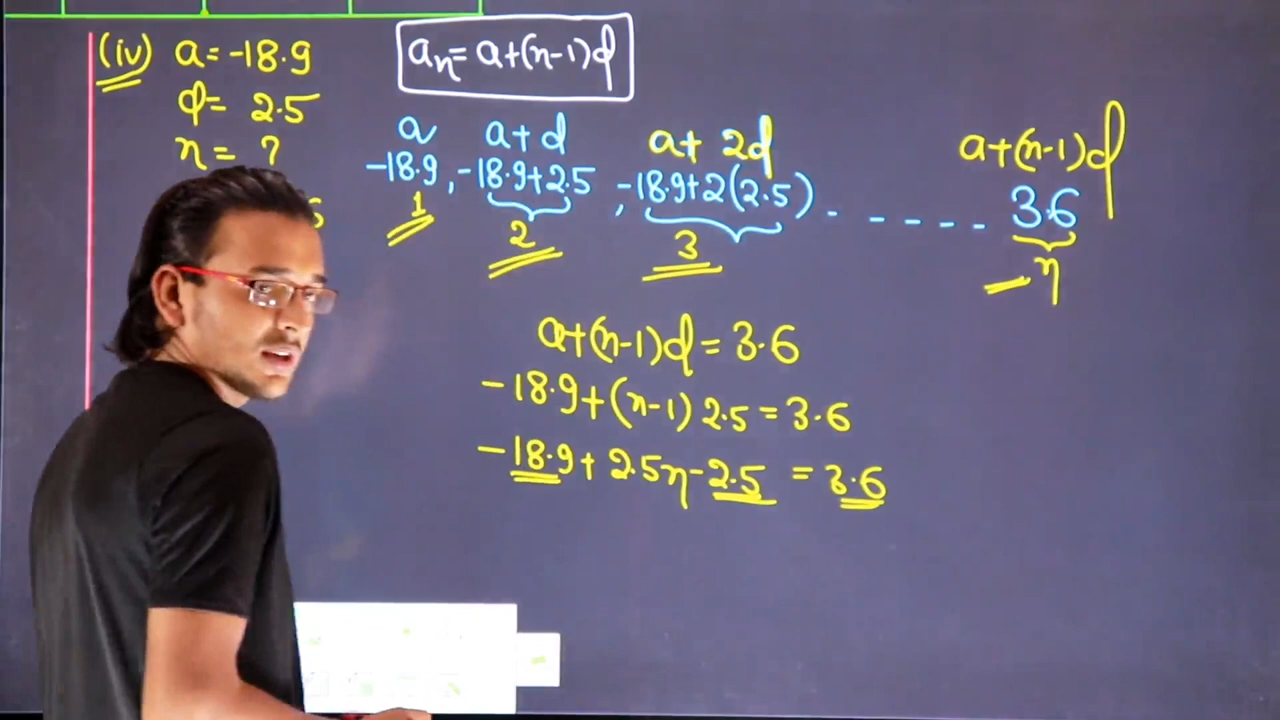 (iv) a = -18.9
d = 2.5
n = ?
6
aₙ = a+(n-1)d
a a+d a+2d a+(n-1)d
-18.9, -18.9+2.5, -18.9+2(2.5) . - - - - - 3.6
1 2 3 n
a+(n-1)d = 3.6
-18.9+(n-1)2.5 = 3.6
-18.9+2.5n-2.5 = 3.6